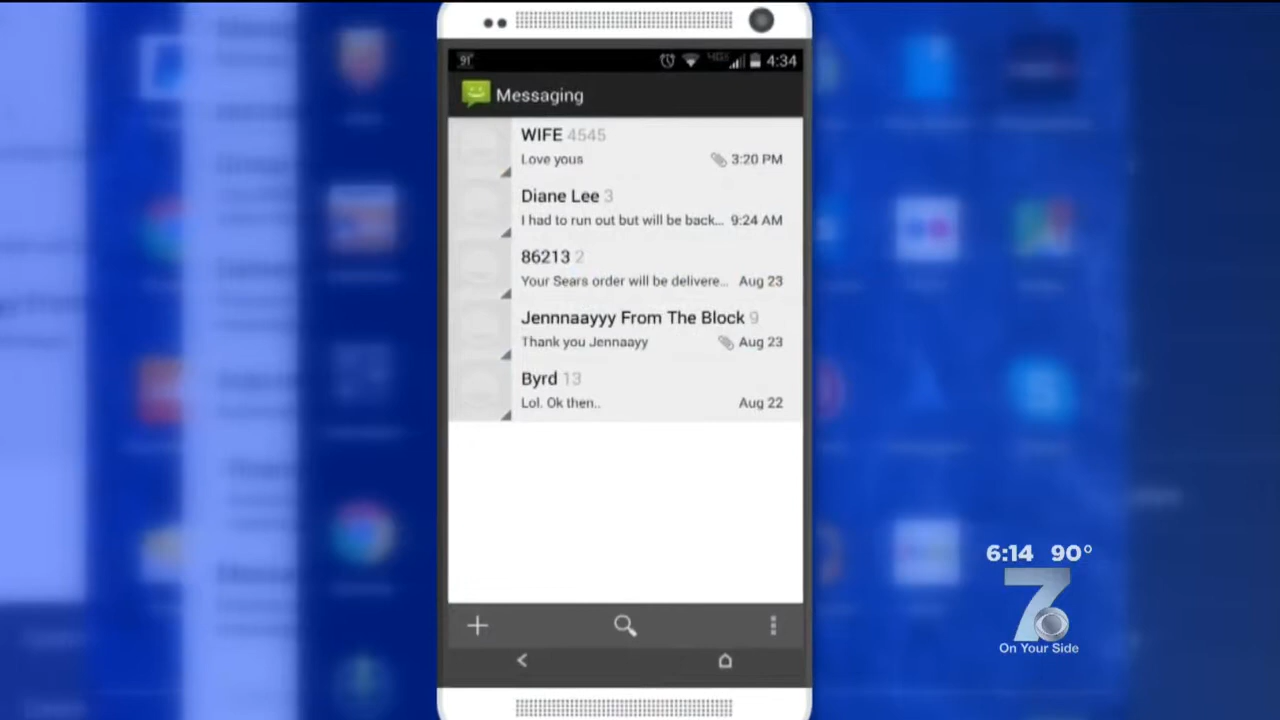 91°
4:34
Messaging
WIFE 4545
Love yous
3:20 PM
Diane Lee 3
I had to run out but will be back...
9:24 AM
86213 2
Your Sears order will be delivere...
Aug 23
Jennnaayyy From The Block 9
Thank you Jennaayy
Aug 23
Byrd 13
Lol. Ok then..
Aug 22
6:14 90°
7
On Your Side